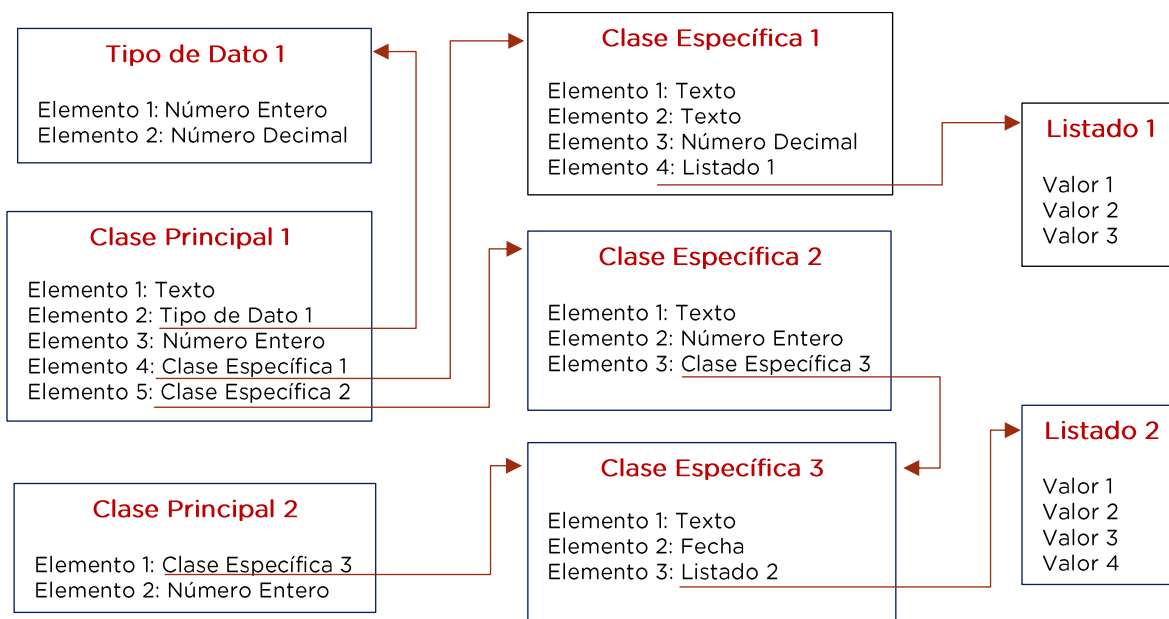 Tipo de Dato 1
Elemento 1: Número Entero
Elemento 2: Número Decimal
Clase Principal 1
Elemento 1: Texto
Elemento 2: Tipo de Dato 1
Elemento 3: Número Entero
Elemento 4: Clase Específica 1
Elemento 5: Clase Específica 2
Clase Principal 2
Elemento 1: Clase Específica 3
Elemento 2: Número Entero
Clase Específica 1
Elemento 1: Texto
Elemento 2: Texto
Elemento 3: Número Decimal
Elemento 4: Listado 1
Clase Específica 2
Elemento 1: Texto
Elemento 2: Número Entero
Elemento 3: Clase Específica 3
Clase Específica 3
Elemento 1: Texto
Elemento 2: Fecha
Elemento 3: Listado 2
Listado 1
Valor 1
Valor 2
Valor 3
Listado 2
Valor 1
Valor 2
Valor 3
Valor 4